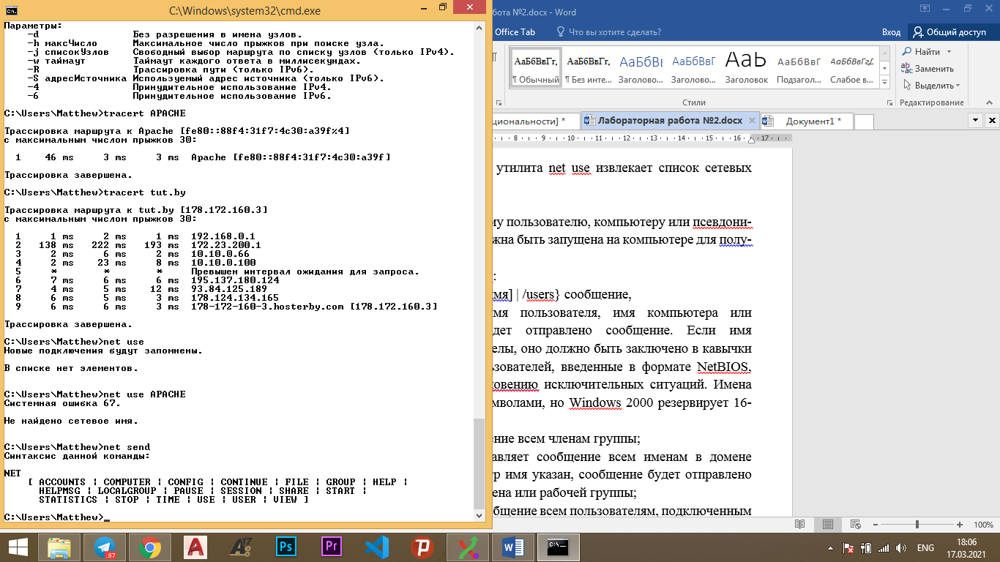 C:\Windows\system32\cmd.exe
Параметры:
-d Без разрешения в имена узлов.
-h максЧисло Максимальное число прыжков при поиске узла.
-j списокУзлов Свободный выбор маршрута по списку узлов (только IPv4).
-w таймаут Таймаут каждого ответа в миллисекундах.
-R Трассировка пути (только IPv6).
-S адресИсточника Используемый адрес источника (только IPv6).
-4 Принудительное использование IPv4.
-6 Принудительное использование IPv6.
C:\Users\Matthew>tracert APACHE
Трассировка маршрута к Apache [fe80::88f4:31f7:4c30:a39f%4]
с максимальным числом прыжков 30:
1 46 ms 3 ms 3 ms Apache [fe80::88f4:31f7:4c30:a39f]
Трассировка завершена.
C:\Users\Matthew>tracert tut.by
Трассировка маршрута к tut.by [178.172.160.3]
с максимальным числом прыжков 30:
1 1 ms 2 ms 1 ms 192.168.0.1
2 138 ms 222 ms 193 ms 172.23.200.1
3 2 ms 6 ms 2 ms 10.10.0.66
4 2 ms 23 ms 8 ms 10.10.0.100
5 * * * Превышен интервал ожидания для запроса.
6 7 ms 6 ms 6 ms 195.137.180.124
7 4 ms 5 ms 12 ms 93.84.125.189
8 6 ms 5 ms 3 ms 178.124.134.165
9 6 ms 6 ms 3 ms 178-172-160-3.hosterby.com [178.172.160.3]
Трассировка завершена.
C:\Users\Matthew>net use
Новые подключения будут запомнены.
В списке нет элементов.
C:\Users\Matthew>net use APACHE
Системная ошибка 67.
Не найдено сетевое имя.
C:\Users\Matthew>net send
Синтаксис данной команды:
NET
[ ACCOUNTS ¦ COMPUTER ¦ CONFIG ¦ CONTINUE ¦ FILE ¦ GROUP ¦ HELP ¦
HELPMSG ¦ LOCALGROUP ¦ PAUSE ¦ SESSION ¦ SHARE ¦ START ¦
STATISTICS ¦ STOP ¦ TIME ¦ USE ¦ USER ¦ VIEW ]
C:\Users\Matthew>_
бота №2.docx - Word
Office Tab Что вы хотите сделать? Вход Общий доступ
АаБбВвГг, АаБбВвГг, АаБбВв АаБбВвГ Ааb АаБбВвГ АаБбВвГгД
¶ Обычный ¶ Без инте... Заголово... Заголово... Заголовок Подзагол... Слабое в...
Найти
Заменить
Выделить
Стили Редактирование
циональности] * Лабораторная работа №2.docx Документ1 *
8 9 10 11 12 13 14 15 16 17
утилита net use извлекает список сетевых
му пользователю, компьютеру или псевдони-
жна быть запущена на компьютере для полу-
:
мя] | /users} сообщение,
мя пользователя, имя компьютера или
дет отправлено сообщение. Если имя
елы, оно должно быть заключено в кавычки
ьзователей, введенные в формате NetBIOS,
ковению исключительных ситуаций. Имена
мволами, но Windows 2000 резервирует 16-
ение всем членам группы;
авляет сообщение всем именам в домене
тр имя указан, сообщение будет отправлено
ена или рабочей группы;
общение всем пользователям, подключенным
100%
.97
17
Ps
Pr
ENG
18:06
17.03.2021